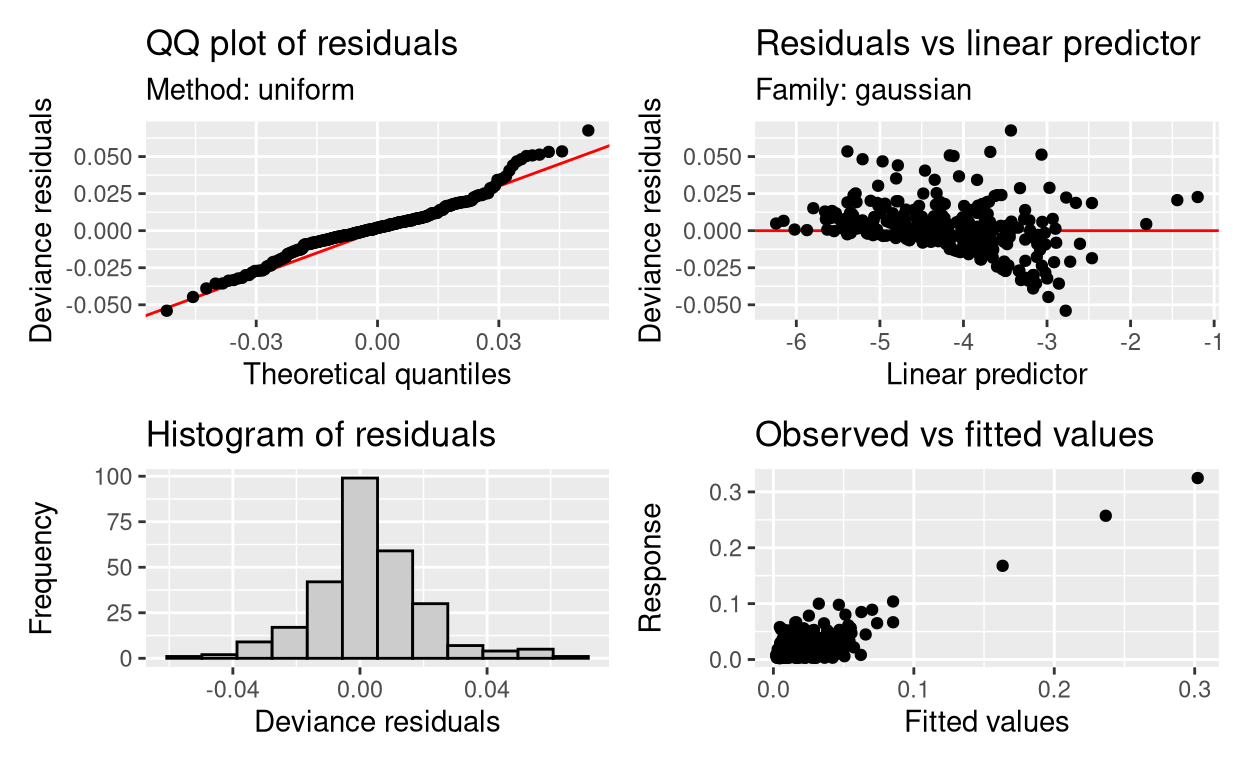 QQ plot of residuals
Method: uniform
Deviance residuals
0.050
0.025
0.000
-0.025
-0.050
-0.03
0.00
0.03
Theoretical quantiles
Residuals vs linear predictor
Family: gaussian
Deviance residuals
0.050
0.025
0.000
-0.025
-0.050
-6
-5
-4
-3
-2
-1
Linear predictor
Histogram of residuals
Frequency
100
75
50
25
0
-0.04
0.00
0.04
Deviance residuals
Observed vs fitted values
Response
0.3
0.2
0.1
0.0
0.0
0.1
0.2
0.3
Fitted values